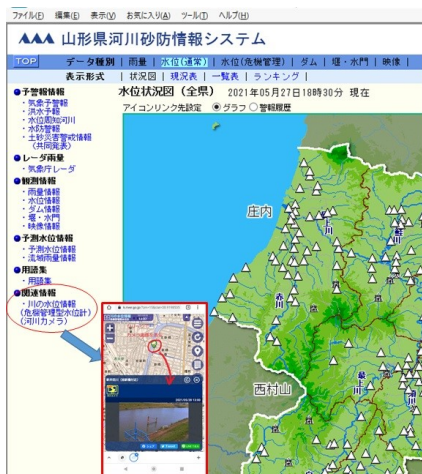 ファイル(F) 編集(E) 表示(V) お気に入り(A) ツール(T) ヘルプ(H)
山形県河川砂防情報システム
TOP データ種別 | 雨量 | 水位(通常) | 水位(危機管理) | ダム | 堰・水門 | 映像 |
表示形式 | 状況図 | 現況表 | 一覧表 | ランキング |
●予警報情報
・気象予警報
・洪水予報
・水位周知河川
・水防警報
・土砂災害警戒情報
(共同発表)
●レーダ雨量
・気象庁レーダ
●観測情報
・雨量情報
・水位情報
・ダム情報
・堰・水門
・映像情報
●予測水位情報
・予測水位情報
・流域雨量情報
●用語集
・用語集
●関連情報
・川の水位情報
(危機管理型水位計)
(河川カメラ)
水位状況図(全県) 2021年05月27日18時30分 現在
アイコンリンク先設定 グラフ 警報履歴
庄内
赤川
鮭川
最上川
西村山